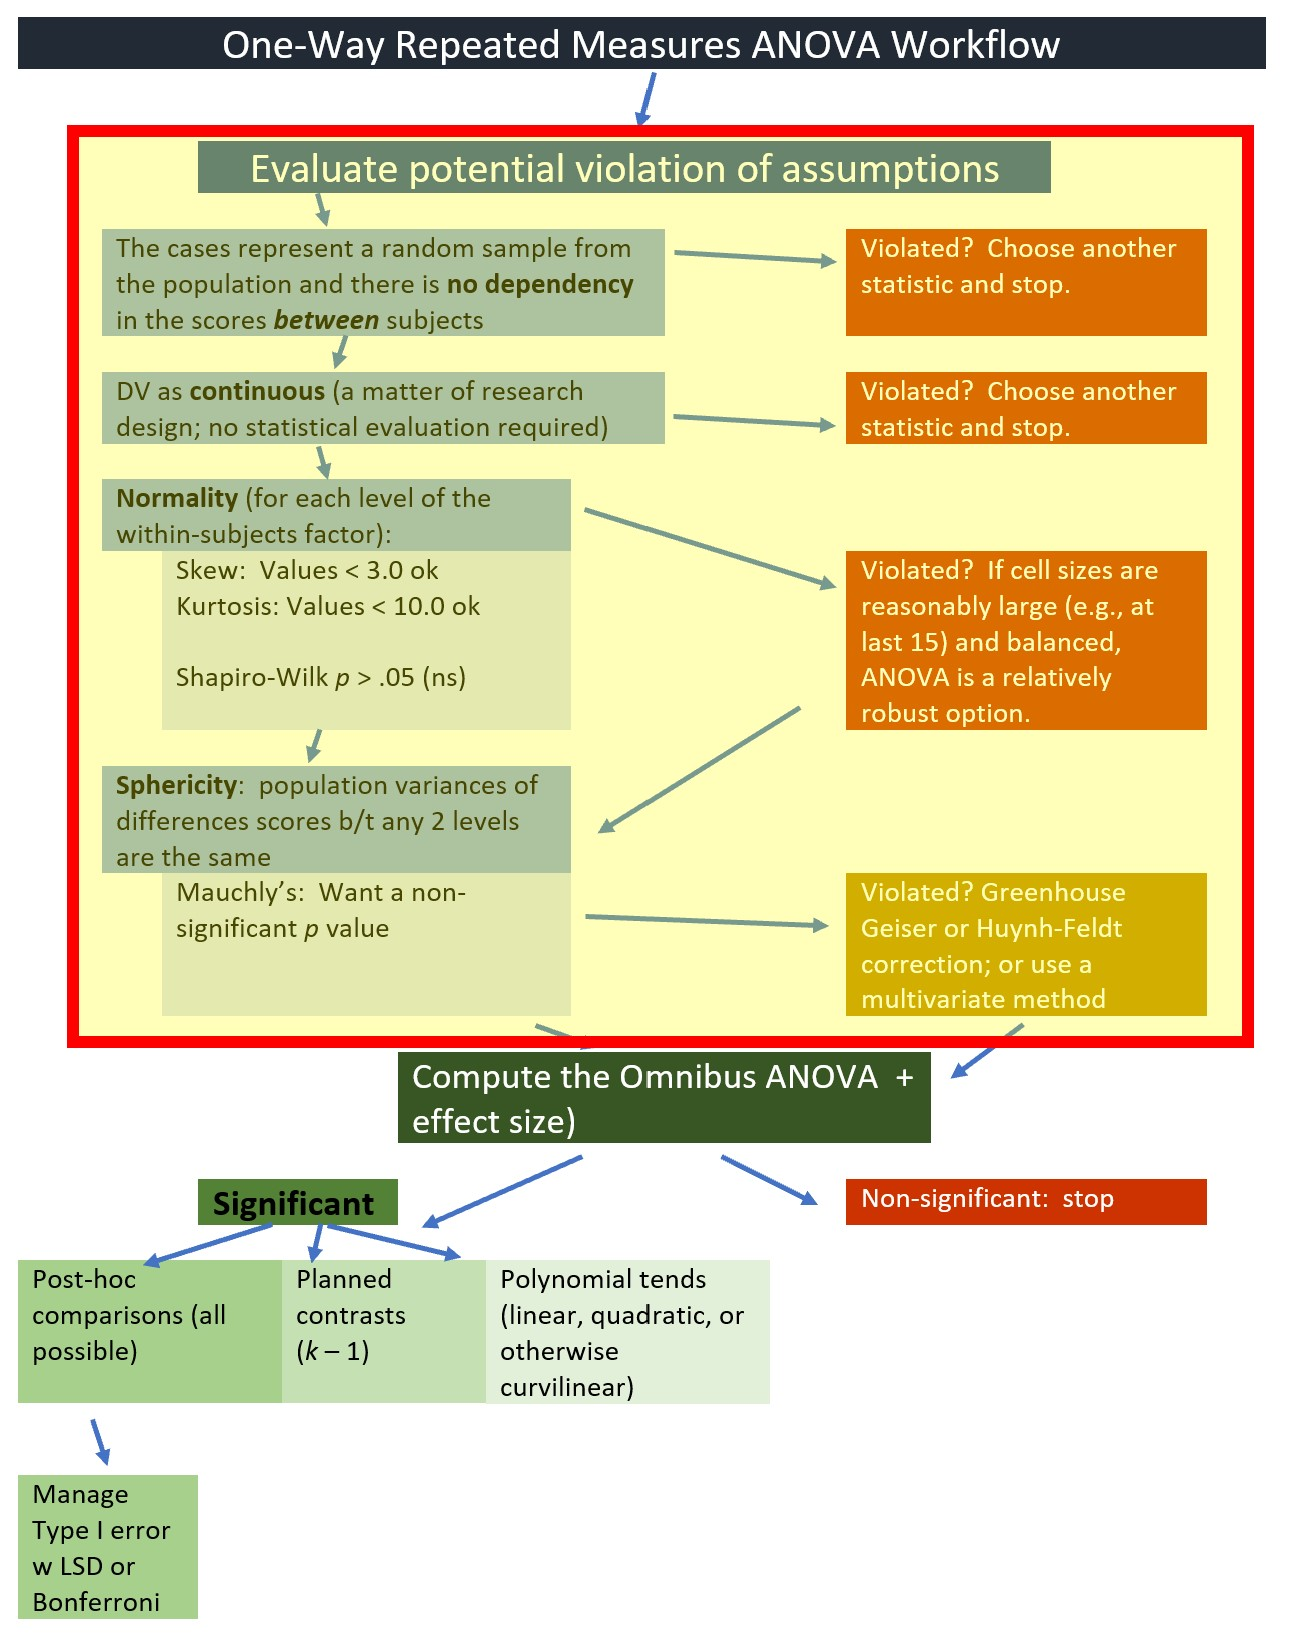 One-Way Repeated Measures ANOVA Workflow
Evaluate potential violation of assumptions
The cases represent a random sample from
the population and there is no dependency
in the scores between subjects
Violated?  Choose another
statistic and stop.
DV as continuous (a matter of research
design; no statistical evaluation required)
Violated?  Choose another
statistic and stop.
Normality (for each level of the
within-subjects factor):
Skew:  Values < 3.0 ok
Kurtosis: Values < 10.0 ok
Shapiro-Wilk p > .05 (ns)
Violated?  If cell sizes are
reasonably large (e.g., at
last 15) and balanced,
ANOVA is a relatively
robust option.
Sphericity:  population variances of
differences scores b/t any 2 levels
are the same
Mauchly’s:  Want a non-
significant p value
Violated? Greenhouse
Geiser or Huynh-Feldt
correction; or use a
multivariate method
Compute the Omnibus ANOVA  +
effect size)
Significant
Non-significant:  stop
Post-hoc
comparisons (all
possible)
Planned
contrasts
(k – 1)
Polynomial tends
(linear, quadratic, or
otherwise
curvilinear)
Manage
Type I error
w LSD or
Bonferroni